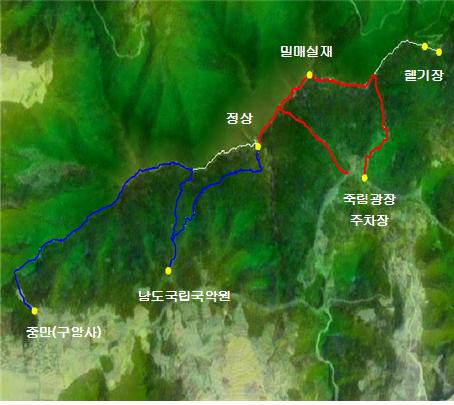 밀매실재
헬기장
정상
죽림광장
주차장
남도국립국악원
중만(구암사)